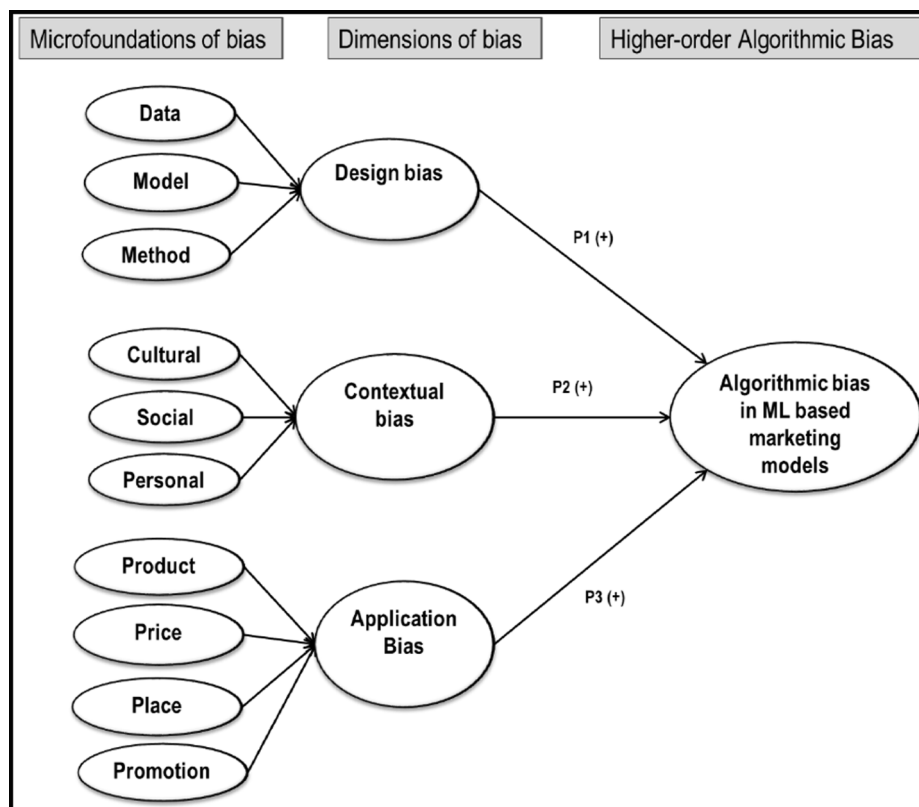 Microfoundations of bias
Dimensions of bias
Higher-order Algorithmic Bias
Data
Model
Method
Design bias
P1 (+)
Cultural
Social
Personal
Contextual
bias
P2 (+)
Algorithmic bias
in ML based
marketing
models
Product
Price
Place
Promotion
Application
Bias
P3 (+)